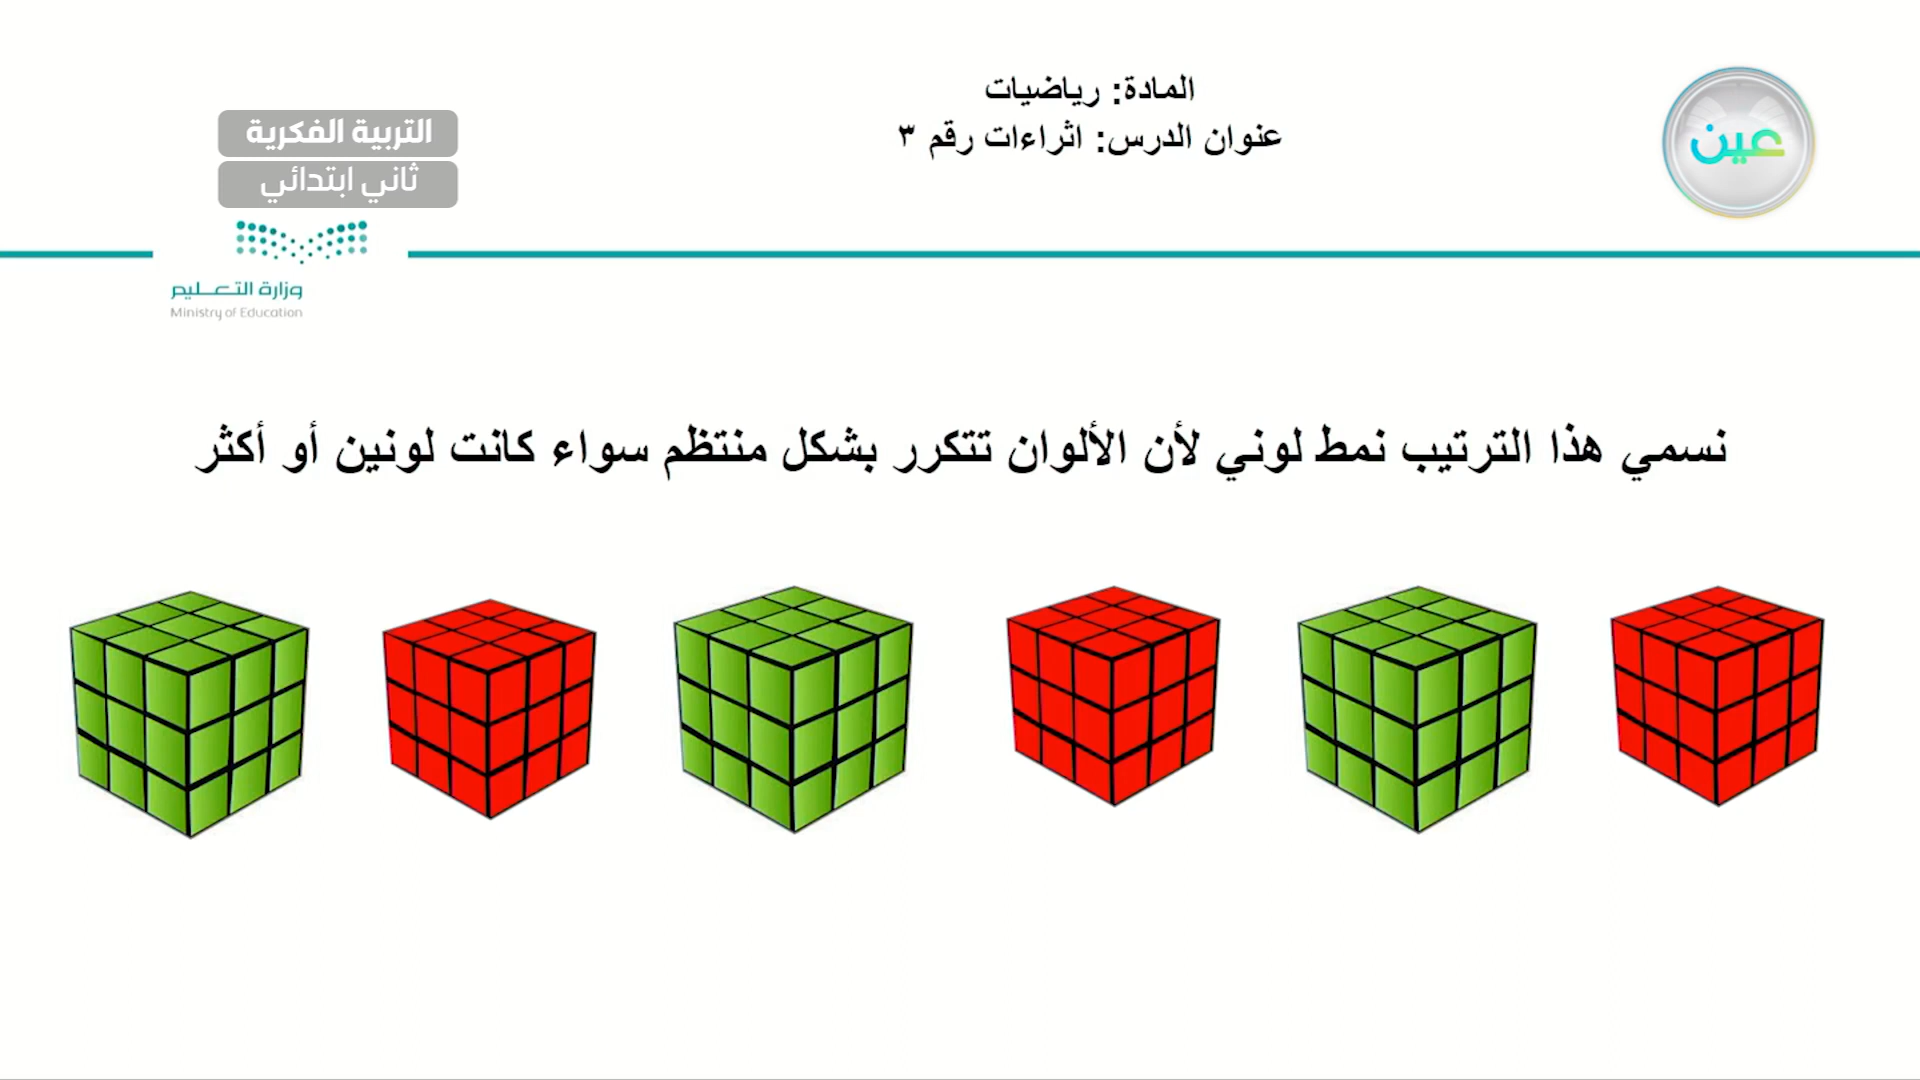 المادة: رياضيات
عنوان الدرس: اثراءات رقم ٣
عين
التربية الفكرية
ثاني ابتدائي
وزارة التعليم
Ministry of Education
نسمي هذا الترتيب نمط لوني لأن الألوان تتكرر بشكل منتظم سواء كانت لونين أو أكثر